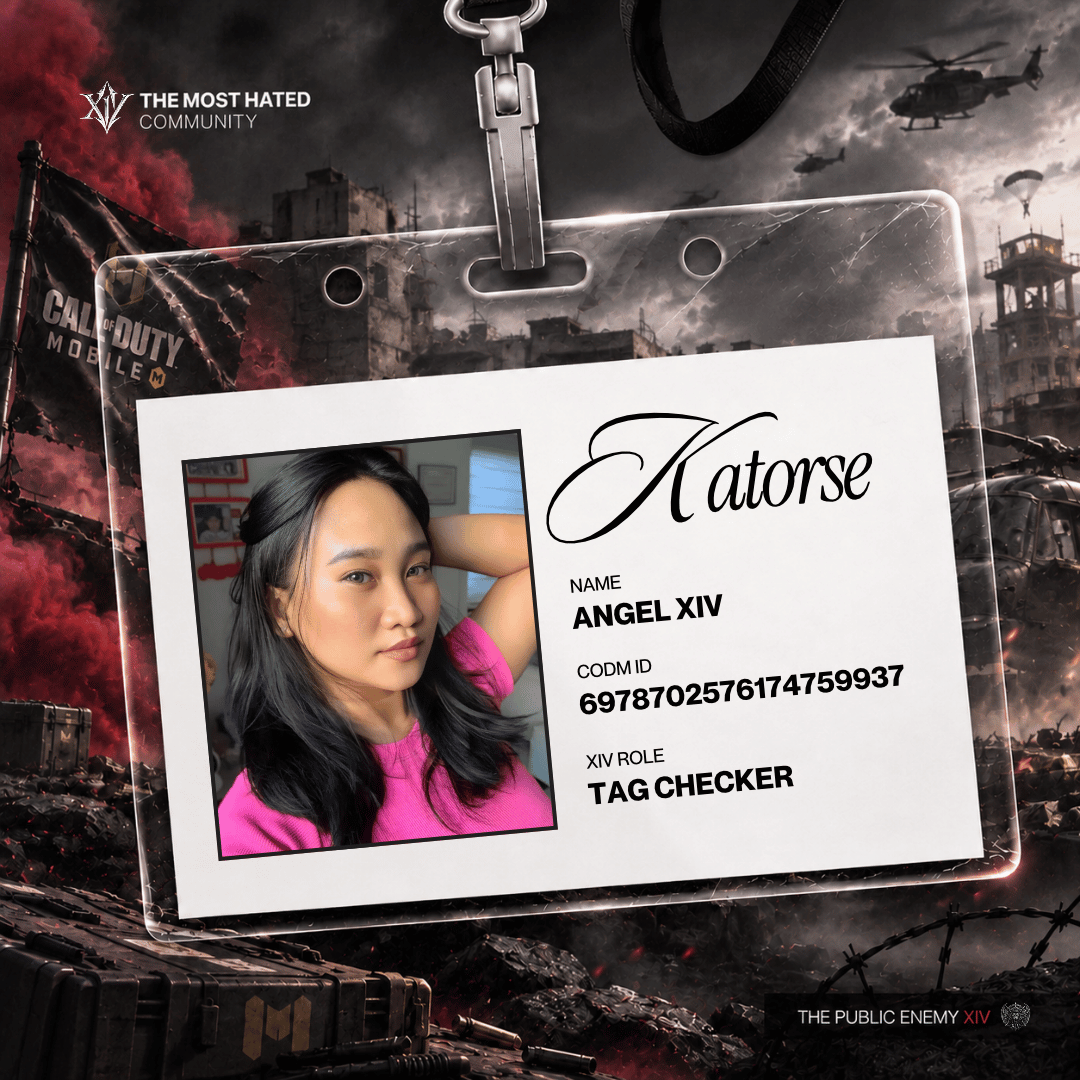 XIV
THE MOST HATED
COMMUNITY
CALL OF DUTY
MOBILE
Katorse
NAME
ANGEL XIV
CODM ID
6978702576174759937
XIV ROLE
TAG CHECKER
THE PUBLIC ENEMY XIV